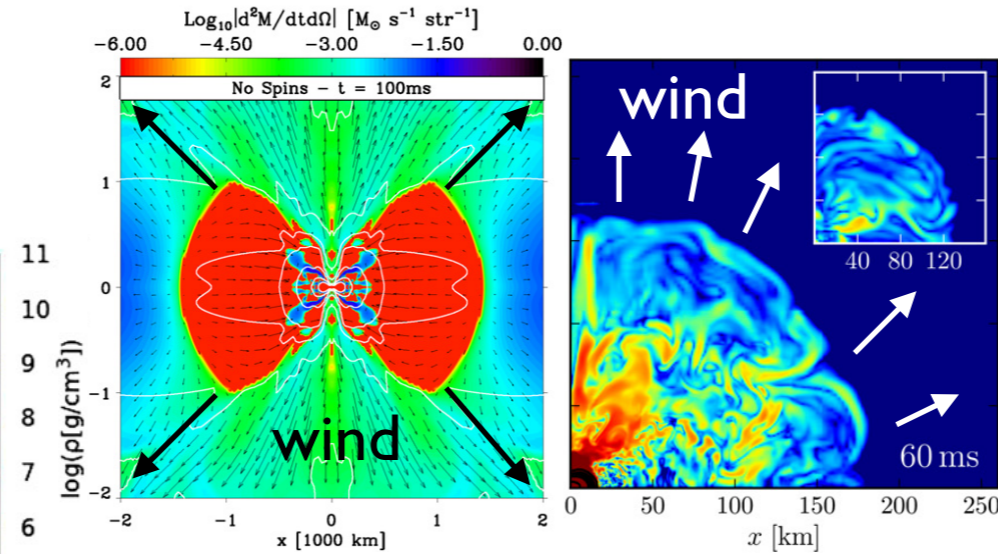 Log₁₀|d²M/dtdΩ| [M⊙ s⁻¹ str⁻¹]
−6.00 −4.50 −3.00 −1.50 0.00
No Spins − t = 100ms
2
1
0
−1
−2
wind
−2 −1 0 1 2
x [1000 km]
11
10
9
8
7
6
log(ρ[g/cm³])
wind
40 80 120
60 ms
0 50 100 150 200 250
x [km]